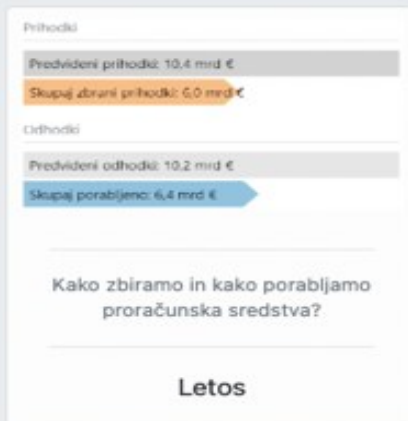 Prihodki
Predvideni prihodki: 10,4 mrd €
Skupaj zbrani prihodki: 6,0 mrd €
Odhodki
Predvideni odhodki: 10,2 mrd €
Skupaj porabljeno: 6,4 mrd €
Kako zbiramo in kako porabljamo
proračunska sredstva?
Letos